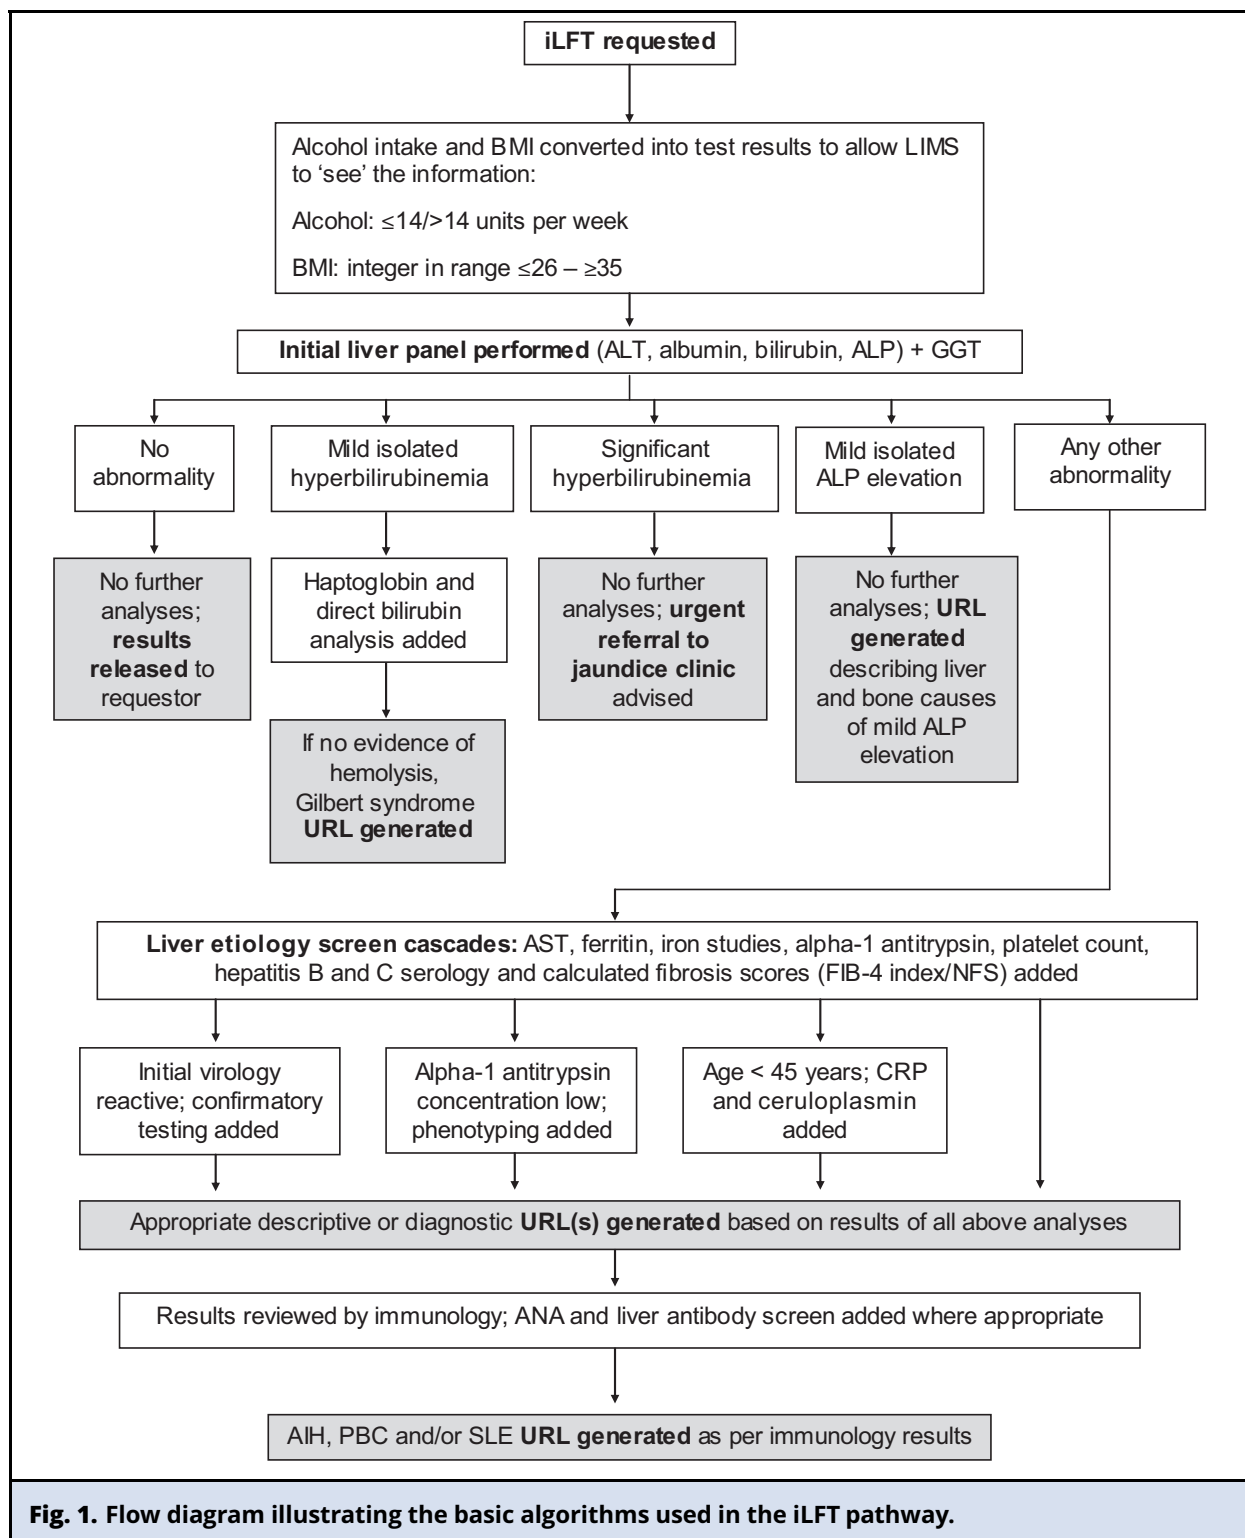 iLFT requested
Alcohol intake and BMI converted into test results to allow LIMS
to ‘see’ the information:
Alcohol: ≤14/>14 units per week
BMI: integer in range ≤26 – ≥35
Initial liver panel performed (ALT, albumin, bilirubin, ALP) + GGT
No
abnormality
Mild isolated
hyperbilirubinemia
Significant
hyperbilirubinemia
Mild isolated
ALP elevation
Any other
abnormality
No further
analyses;
results
released to
requestor
Haptoglobin and
direct bilirubin
analysis added
If no evidence of
hemolysis,
Gilbert syndrome
URL generated
No further
analyses; urgent
referral to
jaundice clinic
advised
No further
analyses; URL
generated
describing liver
and bone causes
of mild ALP
elevation
Liver etiology screen cascades: AST, ferritin, iron studies, alpha-1 antitrypsin, platelet count,
hepatitis B and C serology and calculated fibrosis scores (FIB-4 index/NFS) added
Initial virology
reactive; confirmatory
testing added
Alpha-1 antitrypsin
concentration low;
phenotyping added
Age < 45 years; CRP
and ceruloplasmin
added
Appropriate descriptive or diagnostic URL(s) generated based on results of all above analyses
Results reviewed by immunology; ANA and liver antibody screen added where appropriate
AIH, PBC and/or SLE URL generated as per immunology results
Fig. 1. Flow diagram illustrating the basic algorithms used in the iLFT pathway.